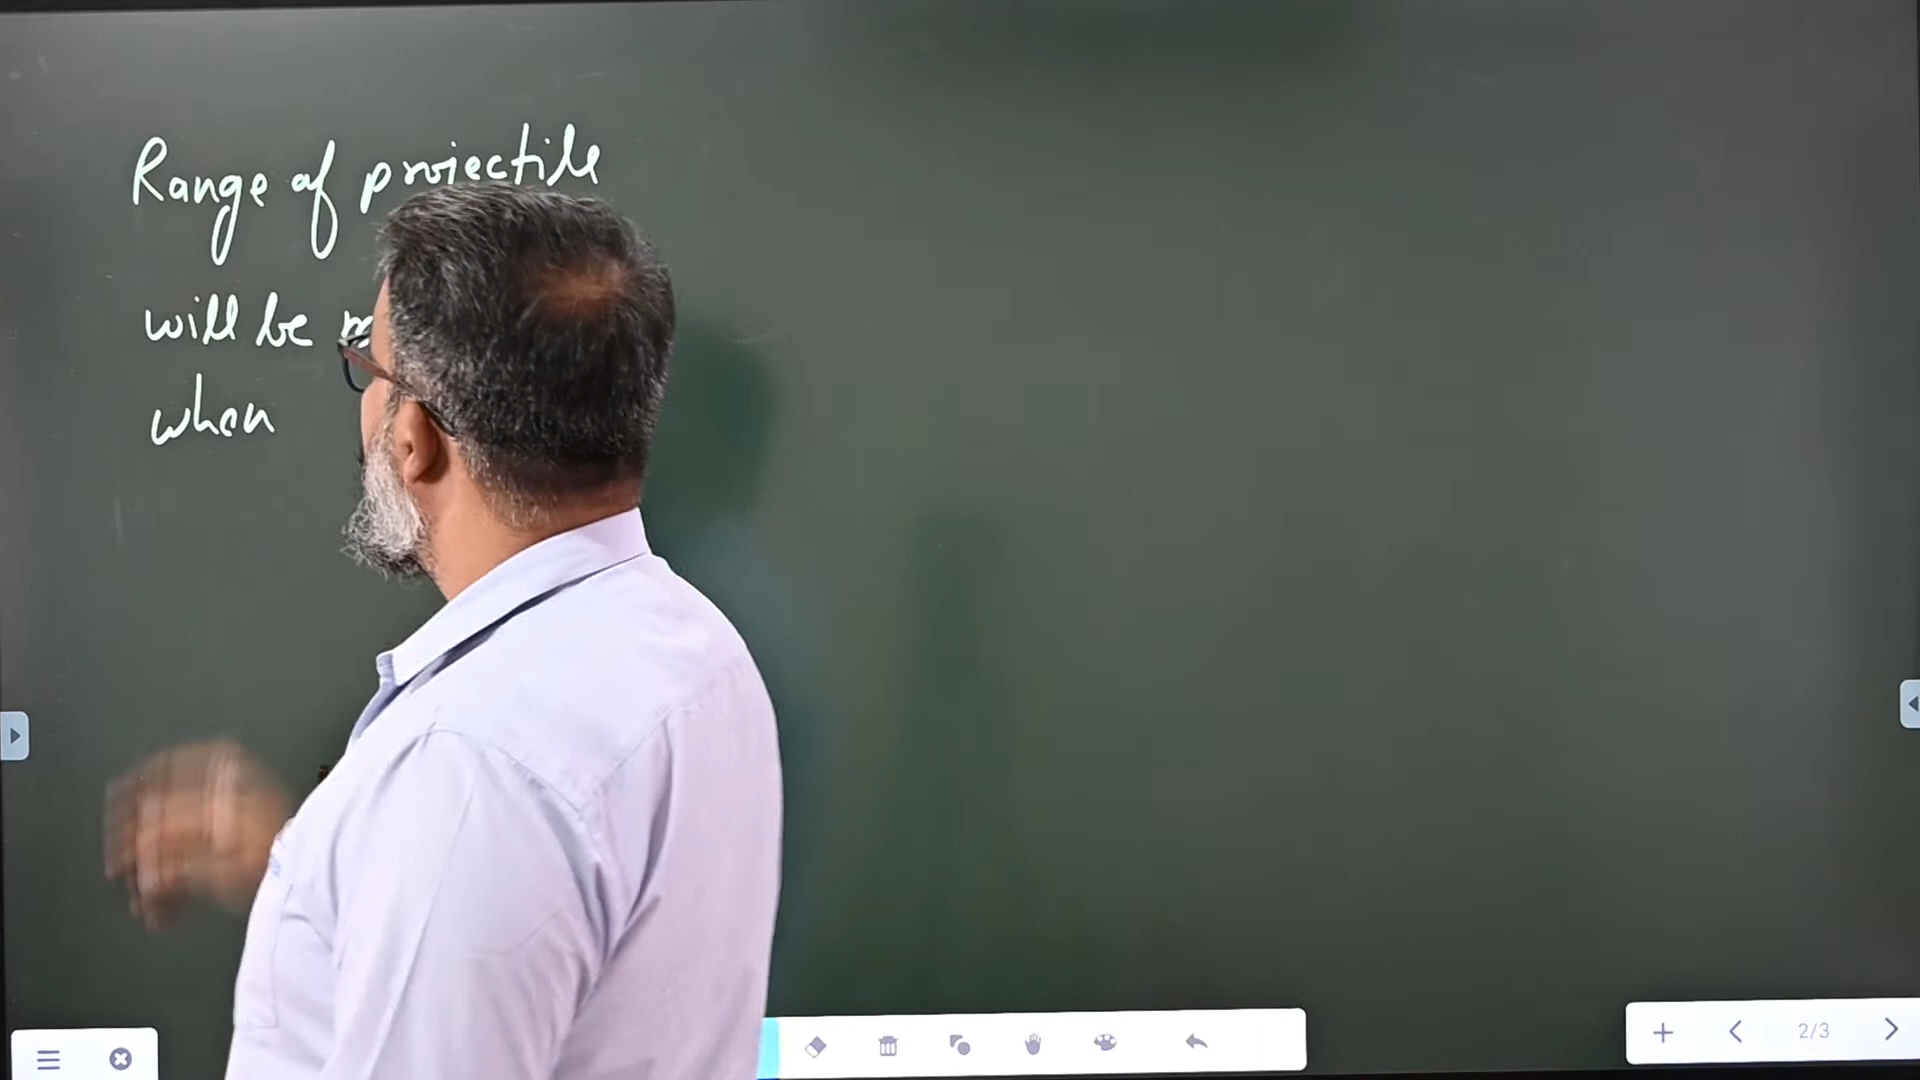 Range of projectile
will be
when
2/3